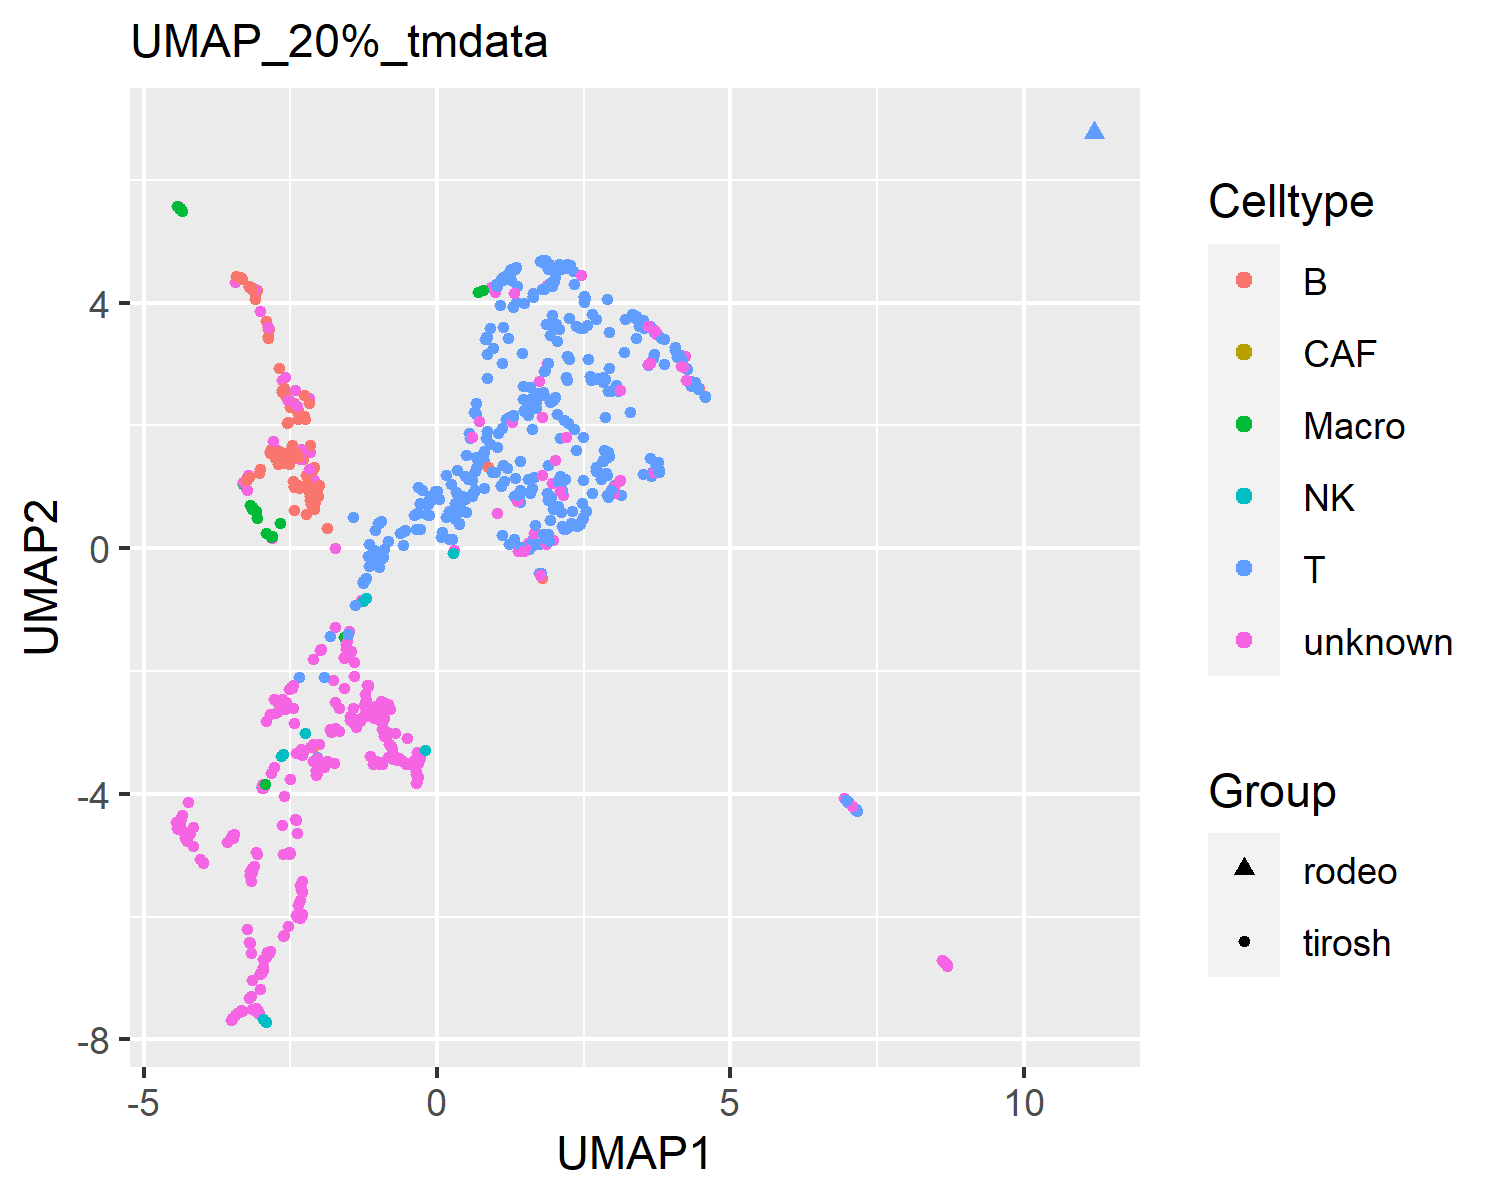 UMAP_20%_tmdata
UMAP2
4
0
-4
-8
-5
0
5
10
UMAP1
Celltype
B
CAF
Macro
NK
T
unknown
Group
rodeo
tirosh